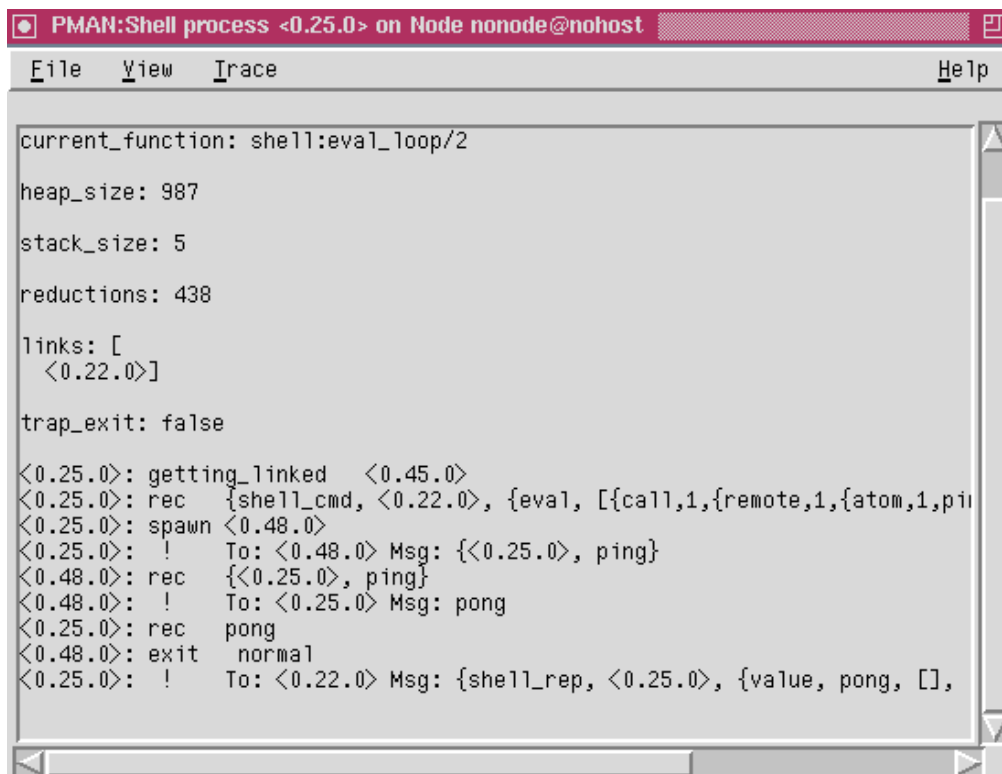 PMAN:Shell process <0.25.0> on Node nonode@nohost
File View Trace Help
current_function: shell:eval_loop/2
heap_size: 987
stack_size: 5
reductions: 438
links: [
<0.22.0>]
trap_exit: false
<0.25.0>: getting_linked <0.45.0>
<0.25.0>: rec {shell_cmd, <0.22.0>, {eval, [{call,1,{remote,1,{atom,1,pin
<0.25.0>: spawn <0.48.0>
<0.25.0>: ! To: <0.48.0> Msg: {<0.25.0>, ping}
<0.48.0>: rec {<0.25.0>, ping}
<0.48.0>: ! To: <0.25.0> Msg: pong
<0.25.0>: rec pong
<0.48.0>: exit normal
<0.25.0>: ! To: <0.22.0> Msg: {shell_rep, <0.25.0>, {value, pong, [],